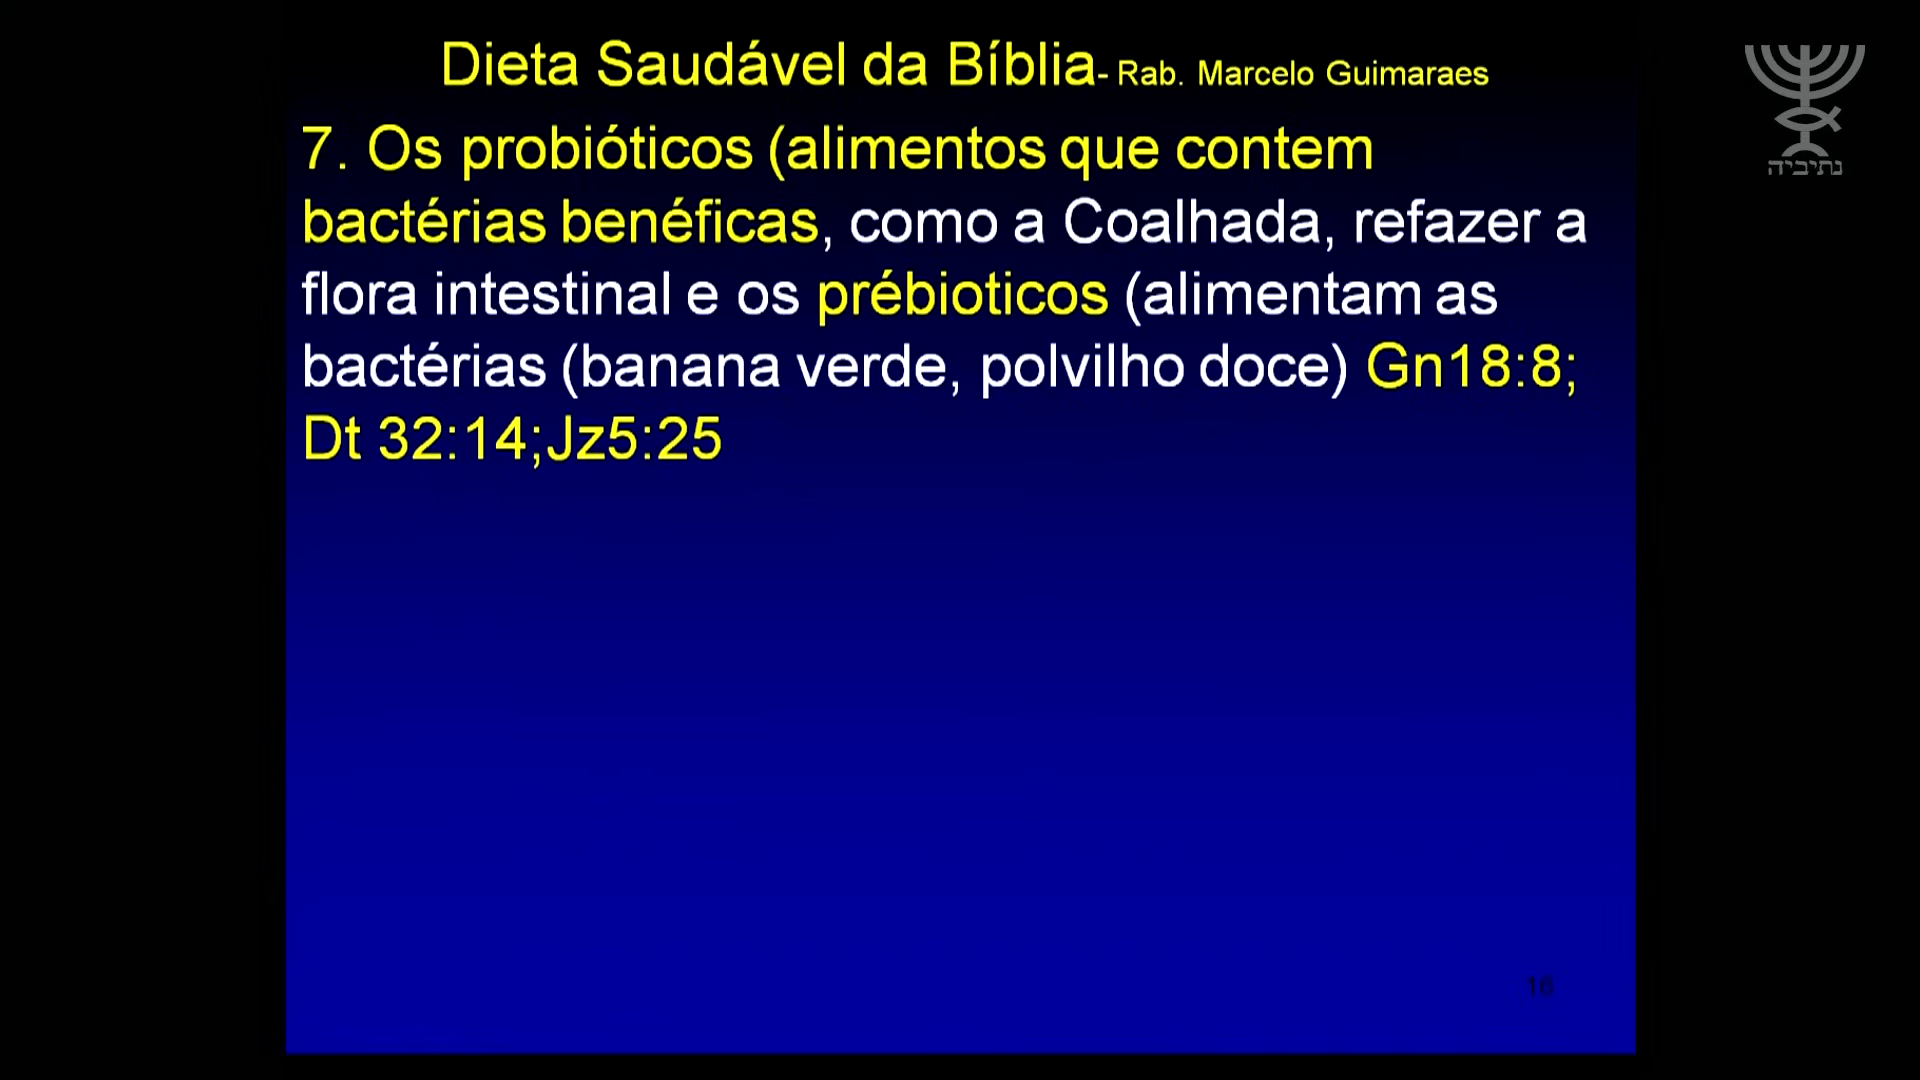 Dieta Saudável da Bíblia- Rab. Marcelo Guimaraes
נתיביה
7. Os probióticos (alimentos que contem
bactérias benéficas, como a Coalhada, refazer a
flora intestinal e os prébioticos (alimentam as
bactérias (banana verde, polvilho doce) Gn18:8;
Dt 32:14;Jz5:25
16